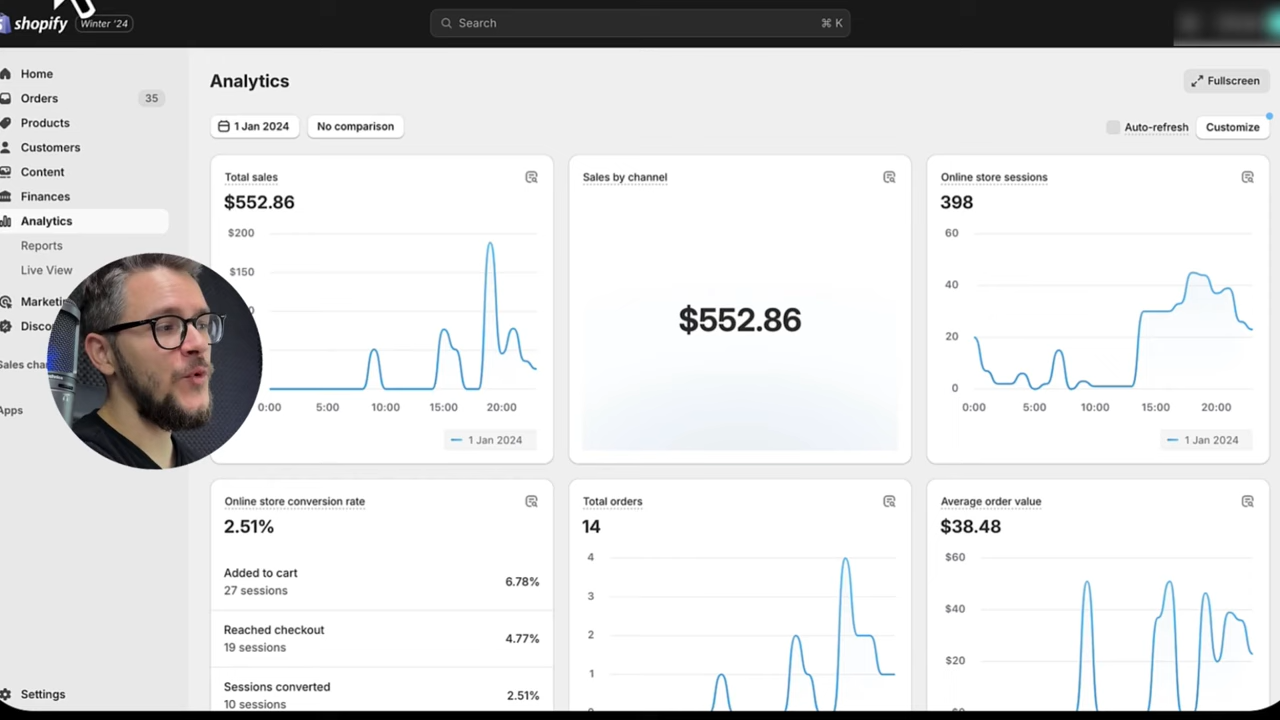 shopify Winter '24
Search
⌘ K
Home
Orders 35
Products
Customers
Content
Finances
Analytics
Reports
Live View
Settings
Analytics
Fullscreen
1 Jan 2024
No comparison
Auto-refresh
Customize
Total sales
$552.86
$200
$150
0:00 5:00 10:00 15:00 20:00
1 Jan 2024
Sales by channel
$552.86
Online store sessions
398
60
40
20
0
0:00 5:00 10:00 15:00 20:00
1 Jan 2024
Online store conversion rate
2.51%
Added to cart
27 sessions
6.78%
Reached checkout
19 sessions
4.77%
Sessions converted
10 sessions
2.51%
Total orders
14
4
3
2
1
Average order value
$38.48
$60
$40
$20